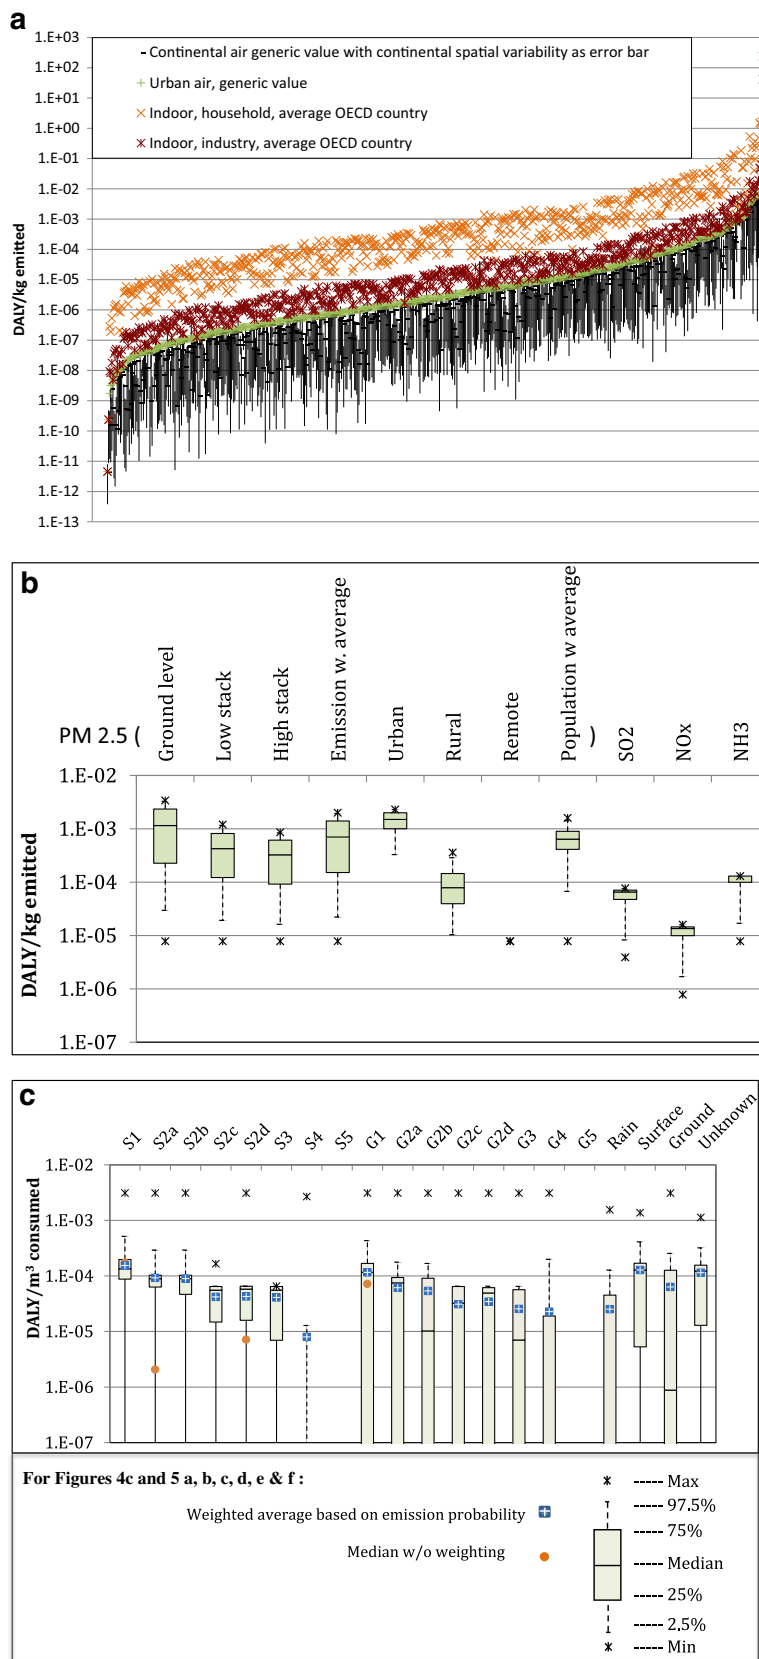 a
1.E+03
1.E+02
1.E+01
1.E+00
1.E-01
1.E-02
1.E-03
1.E-04
1.E-05
1.E-06
1.E-07
1.E-08
1.E-09
1.E-10
1.E-11
1.E-12
1.E-13
DALY/kg emitted
Continental air generic value with continental spatial variability as error bar
Urban air, generic value
Indoor, household, average OECD country
Indoor, industry, average OECD country
b
PM 2.5 (
Ground level
Low stack
High stack
Emission w. average
Urban
Rural
Remote
Population w average
)
SO2
NOx
NH3
1.E-02
1.E-03
1.E-04
1.E-05
1.E-06
1.E-07
DALY/kg emitted
c
S1
S2a
S2b
S2c
S2d
S3
S4
S5
G1
G2a
G2b
G2c
G2d
G3
G4
G5
Rain
Surface
Ground
Unknown
1.E-02
1.E-03
1.E-04
1.E-05
1.E-06
1.E-07
DALY/m³ consumed
For Figures 4c and 5 a, b, c, d, e & f :
Weighted average based on emission probability
Median w/o weighting
Max
97.5%
75%
Median
25%
2.5%
Min